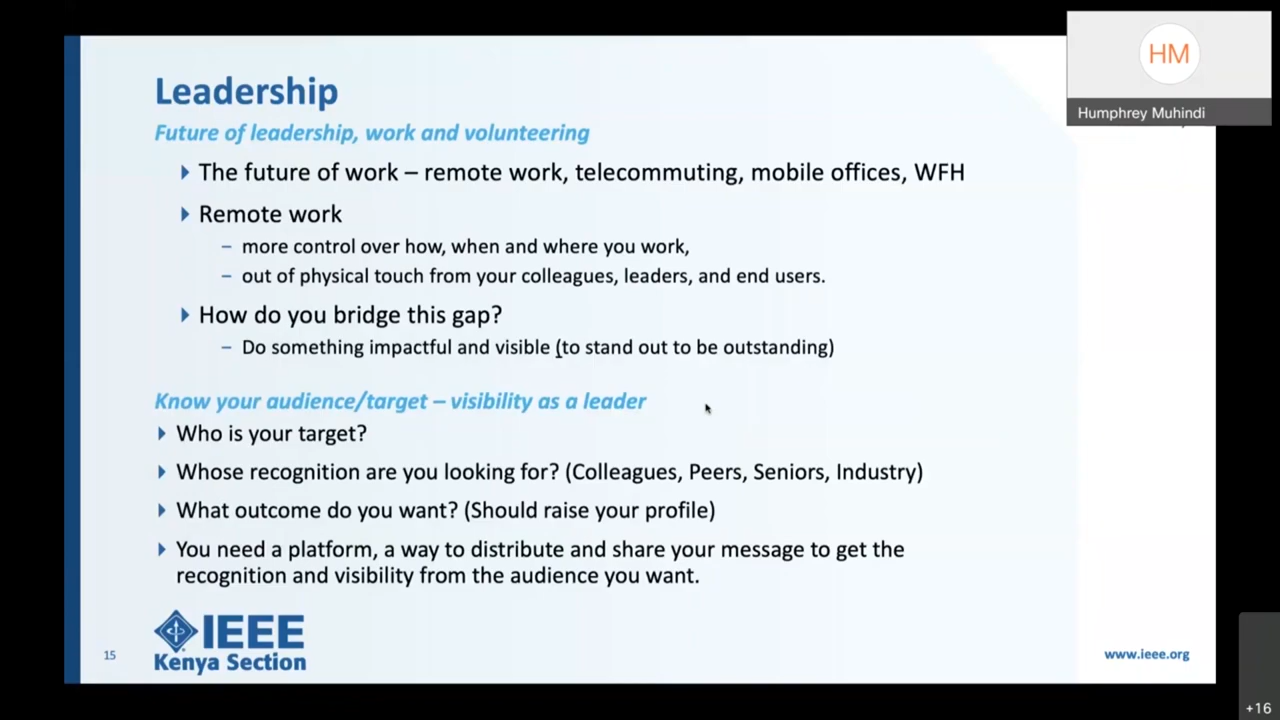 HM
Humphrey Muhindi
Leadership
Future of leadership, work and volunteering
The future of work – remote work, telecommuting, mobile offices, WFH
Remote work
– more control over how, when and where you work,
– out of physical touch from your colleagues, leaders, and end users.
How do you bridge this gap?
– Do something impactful and visible (to stand out to be outstanding)
Know your audience/target – visibility as a leader
Who is your target?
Whose recognition are you looking for? (Colleagues, Peers, Seniors, Industry)
What outcome do you want? (Should raise your profile)
You need a platform, a way to distribute and share your message to get the
recognition and visibility from the audience you want.
IEEE
Kenya Section
15
www.ieee.org
+16